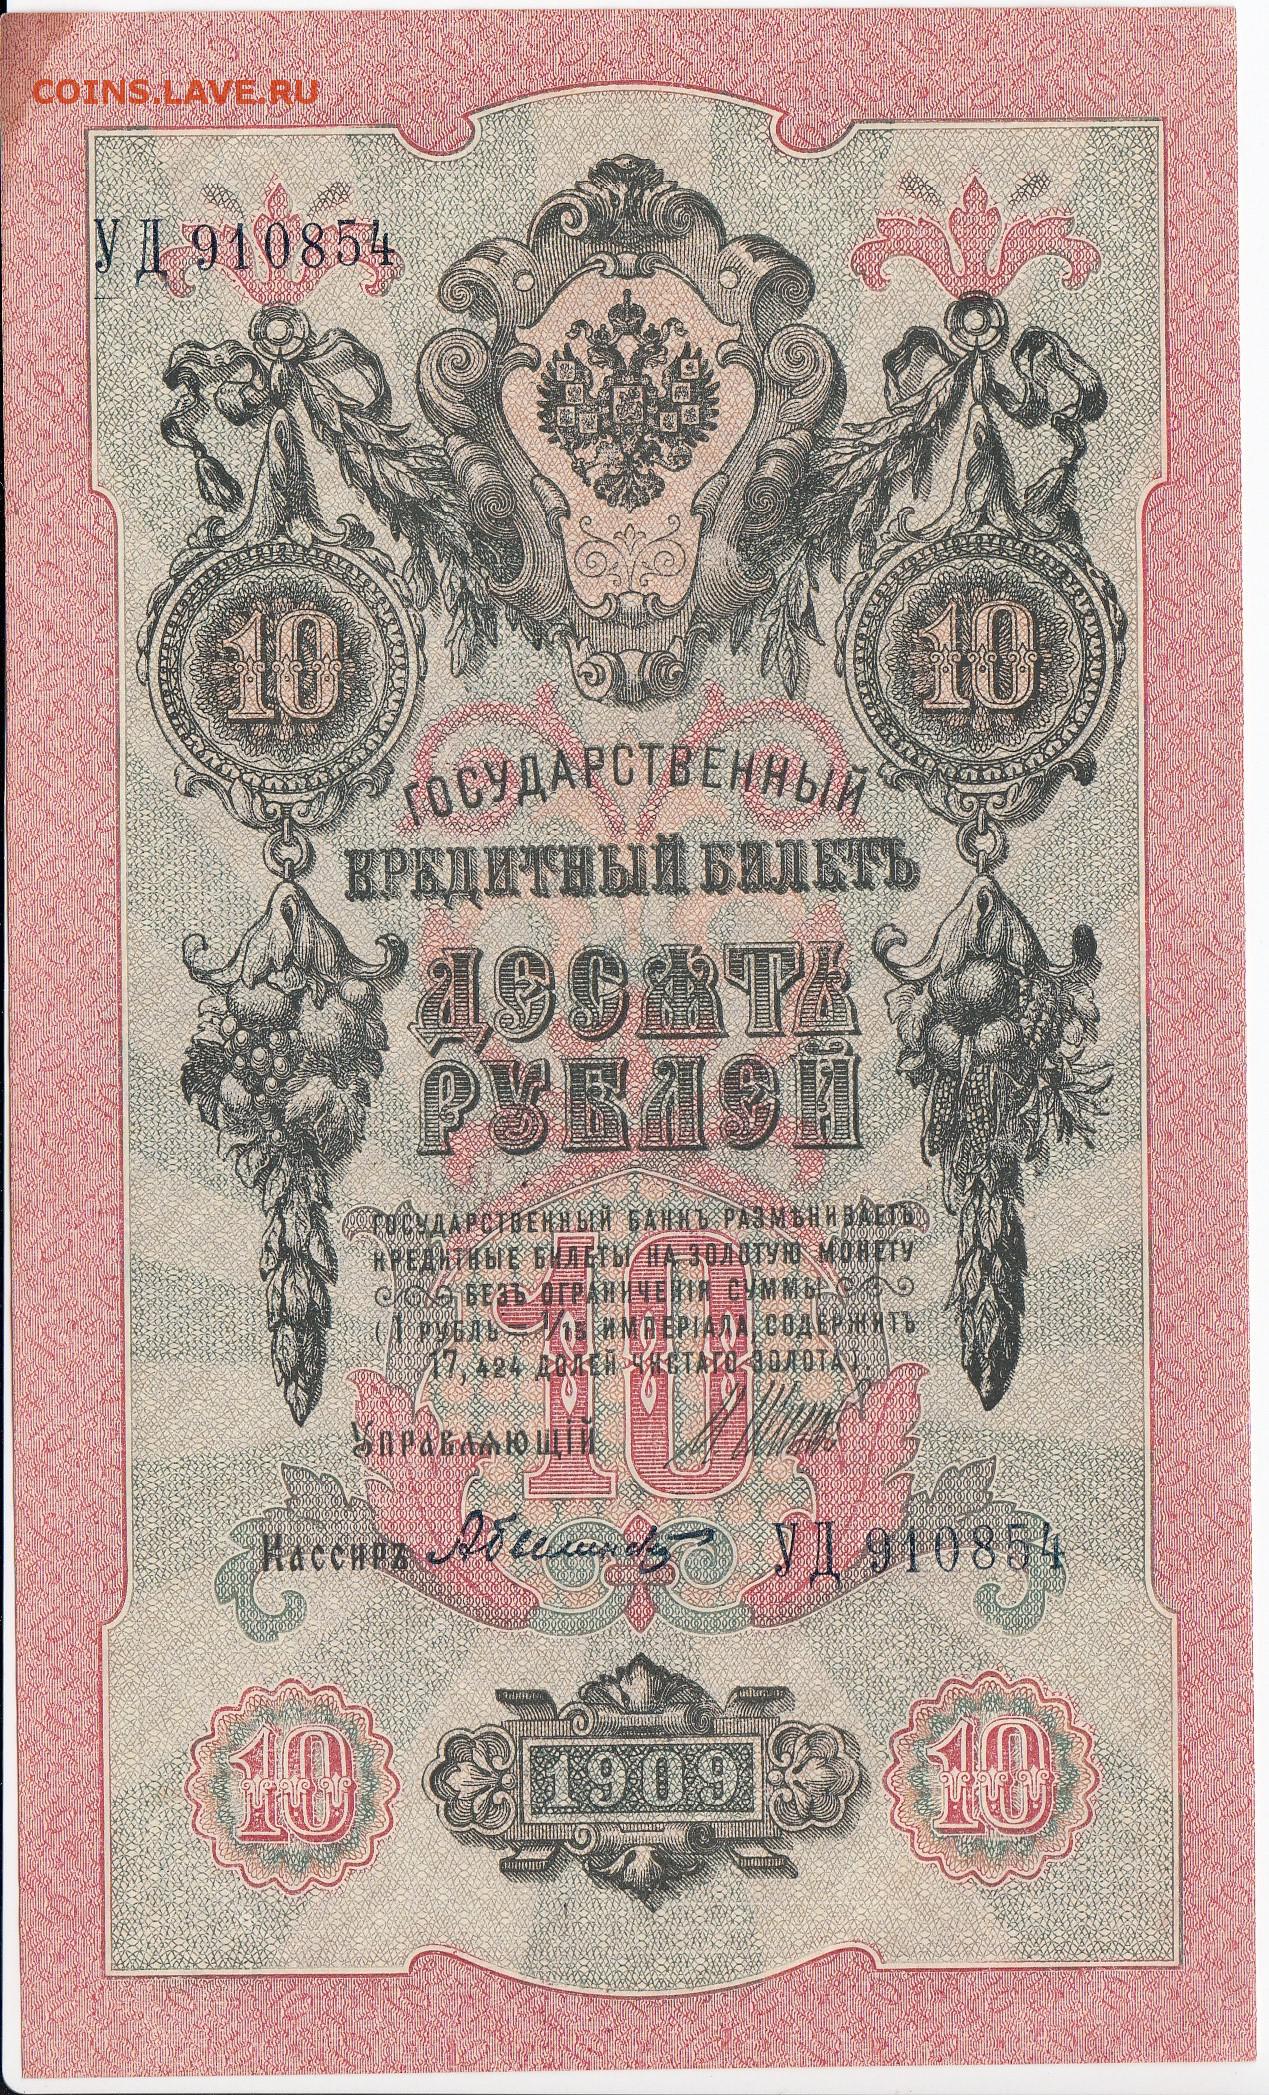 COINS.LAVE.RU
УД 910854
10 10
ГОСУДАРСТВЕННЫЙ
КРЕДИТНЫЙ БИЛЕТЪ
ДЕСѦТЬ
РУБЛЕЙ
ГОСУДАРСТВЕННЫЙ БАНКЪ РАЗМѢНИВАЕТЪ
КРЕДИТНЫЕ БИЛЕТЫ НА ЗОЛОТУЮ МОНЕТУ
БЕЗЪ ОГРАНИЧЕНІЯ СУММЫ
(1 РУБЛЬ — 1/15 ИМПЕРІАЛА, СОДЕРЖИТЪ
17,424 ДОЛЕЙ ЧИСТАГО ЗОЛОТА).
10
УПРАВЛѦЮЩІЙ
Кассиръ
УД 910854
10 1909 10